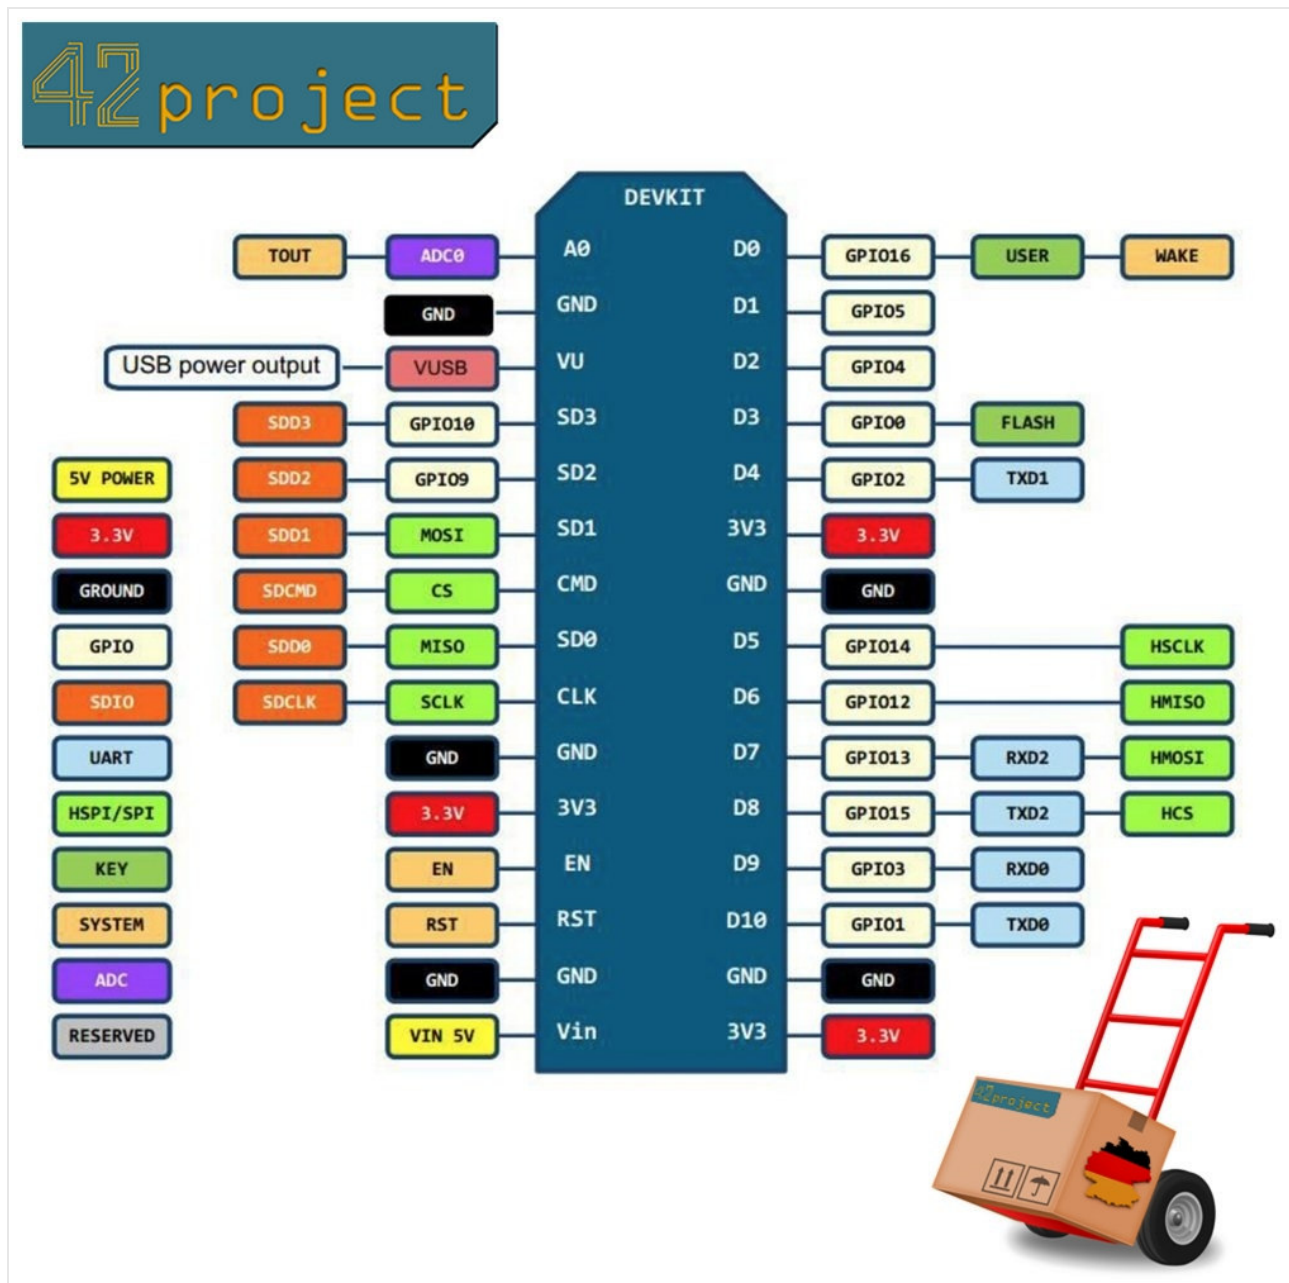 42project
DEVKIT
TOUT ADC0 A0 D0 GPIO16 USER WAKE
GND GND D1 GPIO5
USB power output VUSB VU D2 GPIO4
SDD3 GPIO10 SD3 D3 GPIO0 FLASH
5V POWER SDD2 GPIO9 SD2 D4 GPIO2 TXD1
3.3V SDD1 MOSI SD1 3V3 3.3V
GROUND SDCMD CS CMD GND GND
GPIO SDD0 MISO SD0 D5 GPIO14 HSCLK
SDIO SDCLK SCLK CLK D6 GPIO12 HMISO
UART GND GND D7 GPIO13 RXD2 HMOSI
HSPI/SPI 3.3V 3V3 D8 GPIO15 TXD2 HCS
KEY EN EN D9 GPIO3 RXD0
SYSTEM RST RST D10 GPIO1 TXD0
ADC GND GND GND GND
RESERVED VIN 5V Vin 3V3 3.3V
42project